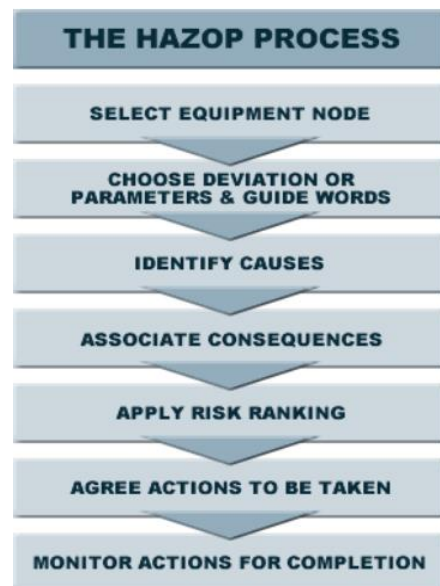 THE HAZOP PROCESS
SELECT EQUIPMENT NODE
CHOOSE DEVIATION OR
PARAMETERS & GUIDE WORDS
IDENTIFY CAUSES
ASSOCIATE CONSEQUENCES
APPLY RISK RANKING
AGREE ACTIONS TO BE TAKEN
MONITOR ACTIONS FOR COMPLETION